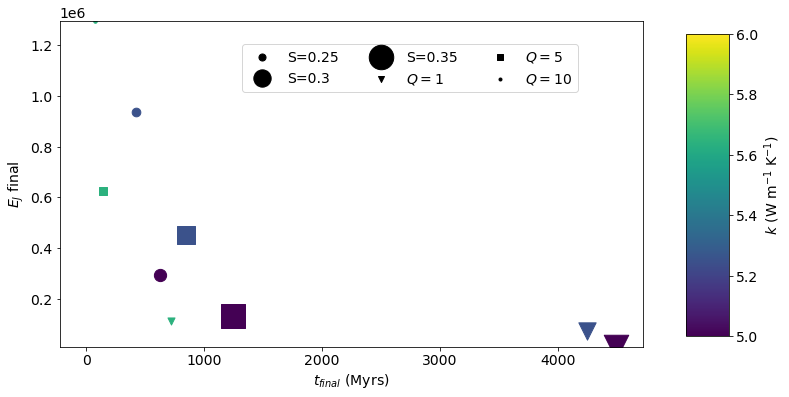 1e6
1.2
1.0
0.8
0.6
0.4
0.2
E_J final
S=0.25 S=0.35 Q = 5
S=0.3 Q = 1 Q = 10
0 1000 2000 3000 4000
t_final (Myrs)
6.0
5.8
5.6
5.4
5.2
5.0
k (W m⁻¹ K⁻¹)